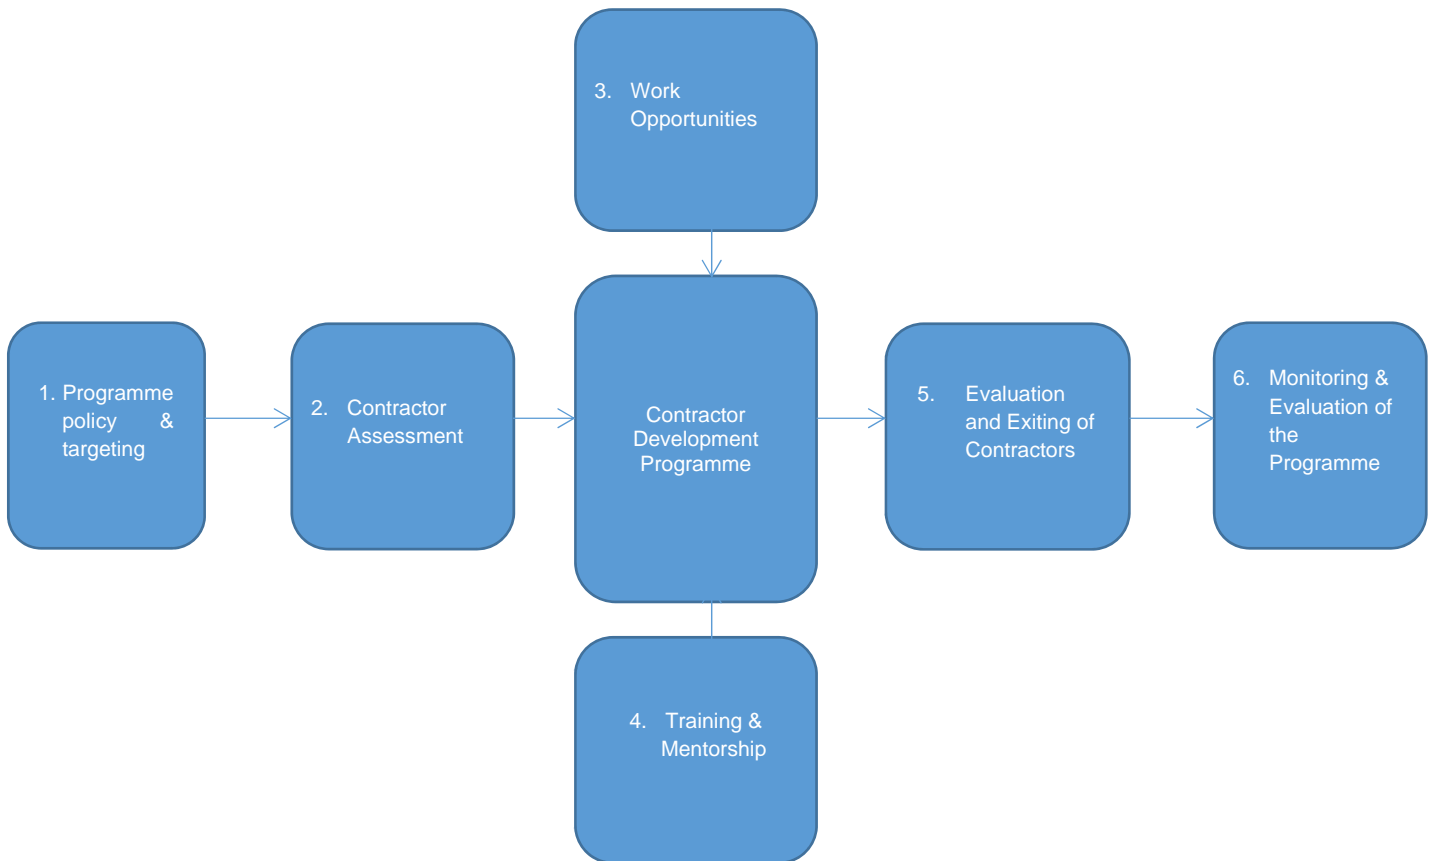 3. Work
Opportunities
1. Programme
policy &
targeting
2. Contractor
Assessment
Contractor
Development
Programme
5. Evaluation
and Exiting of
Contractors
6. Monitoring &
Evaluation of
the
Programme
4. Training &
Mentorship